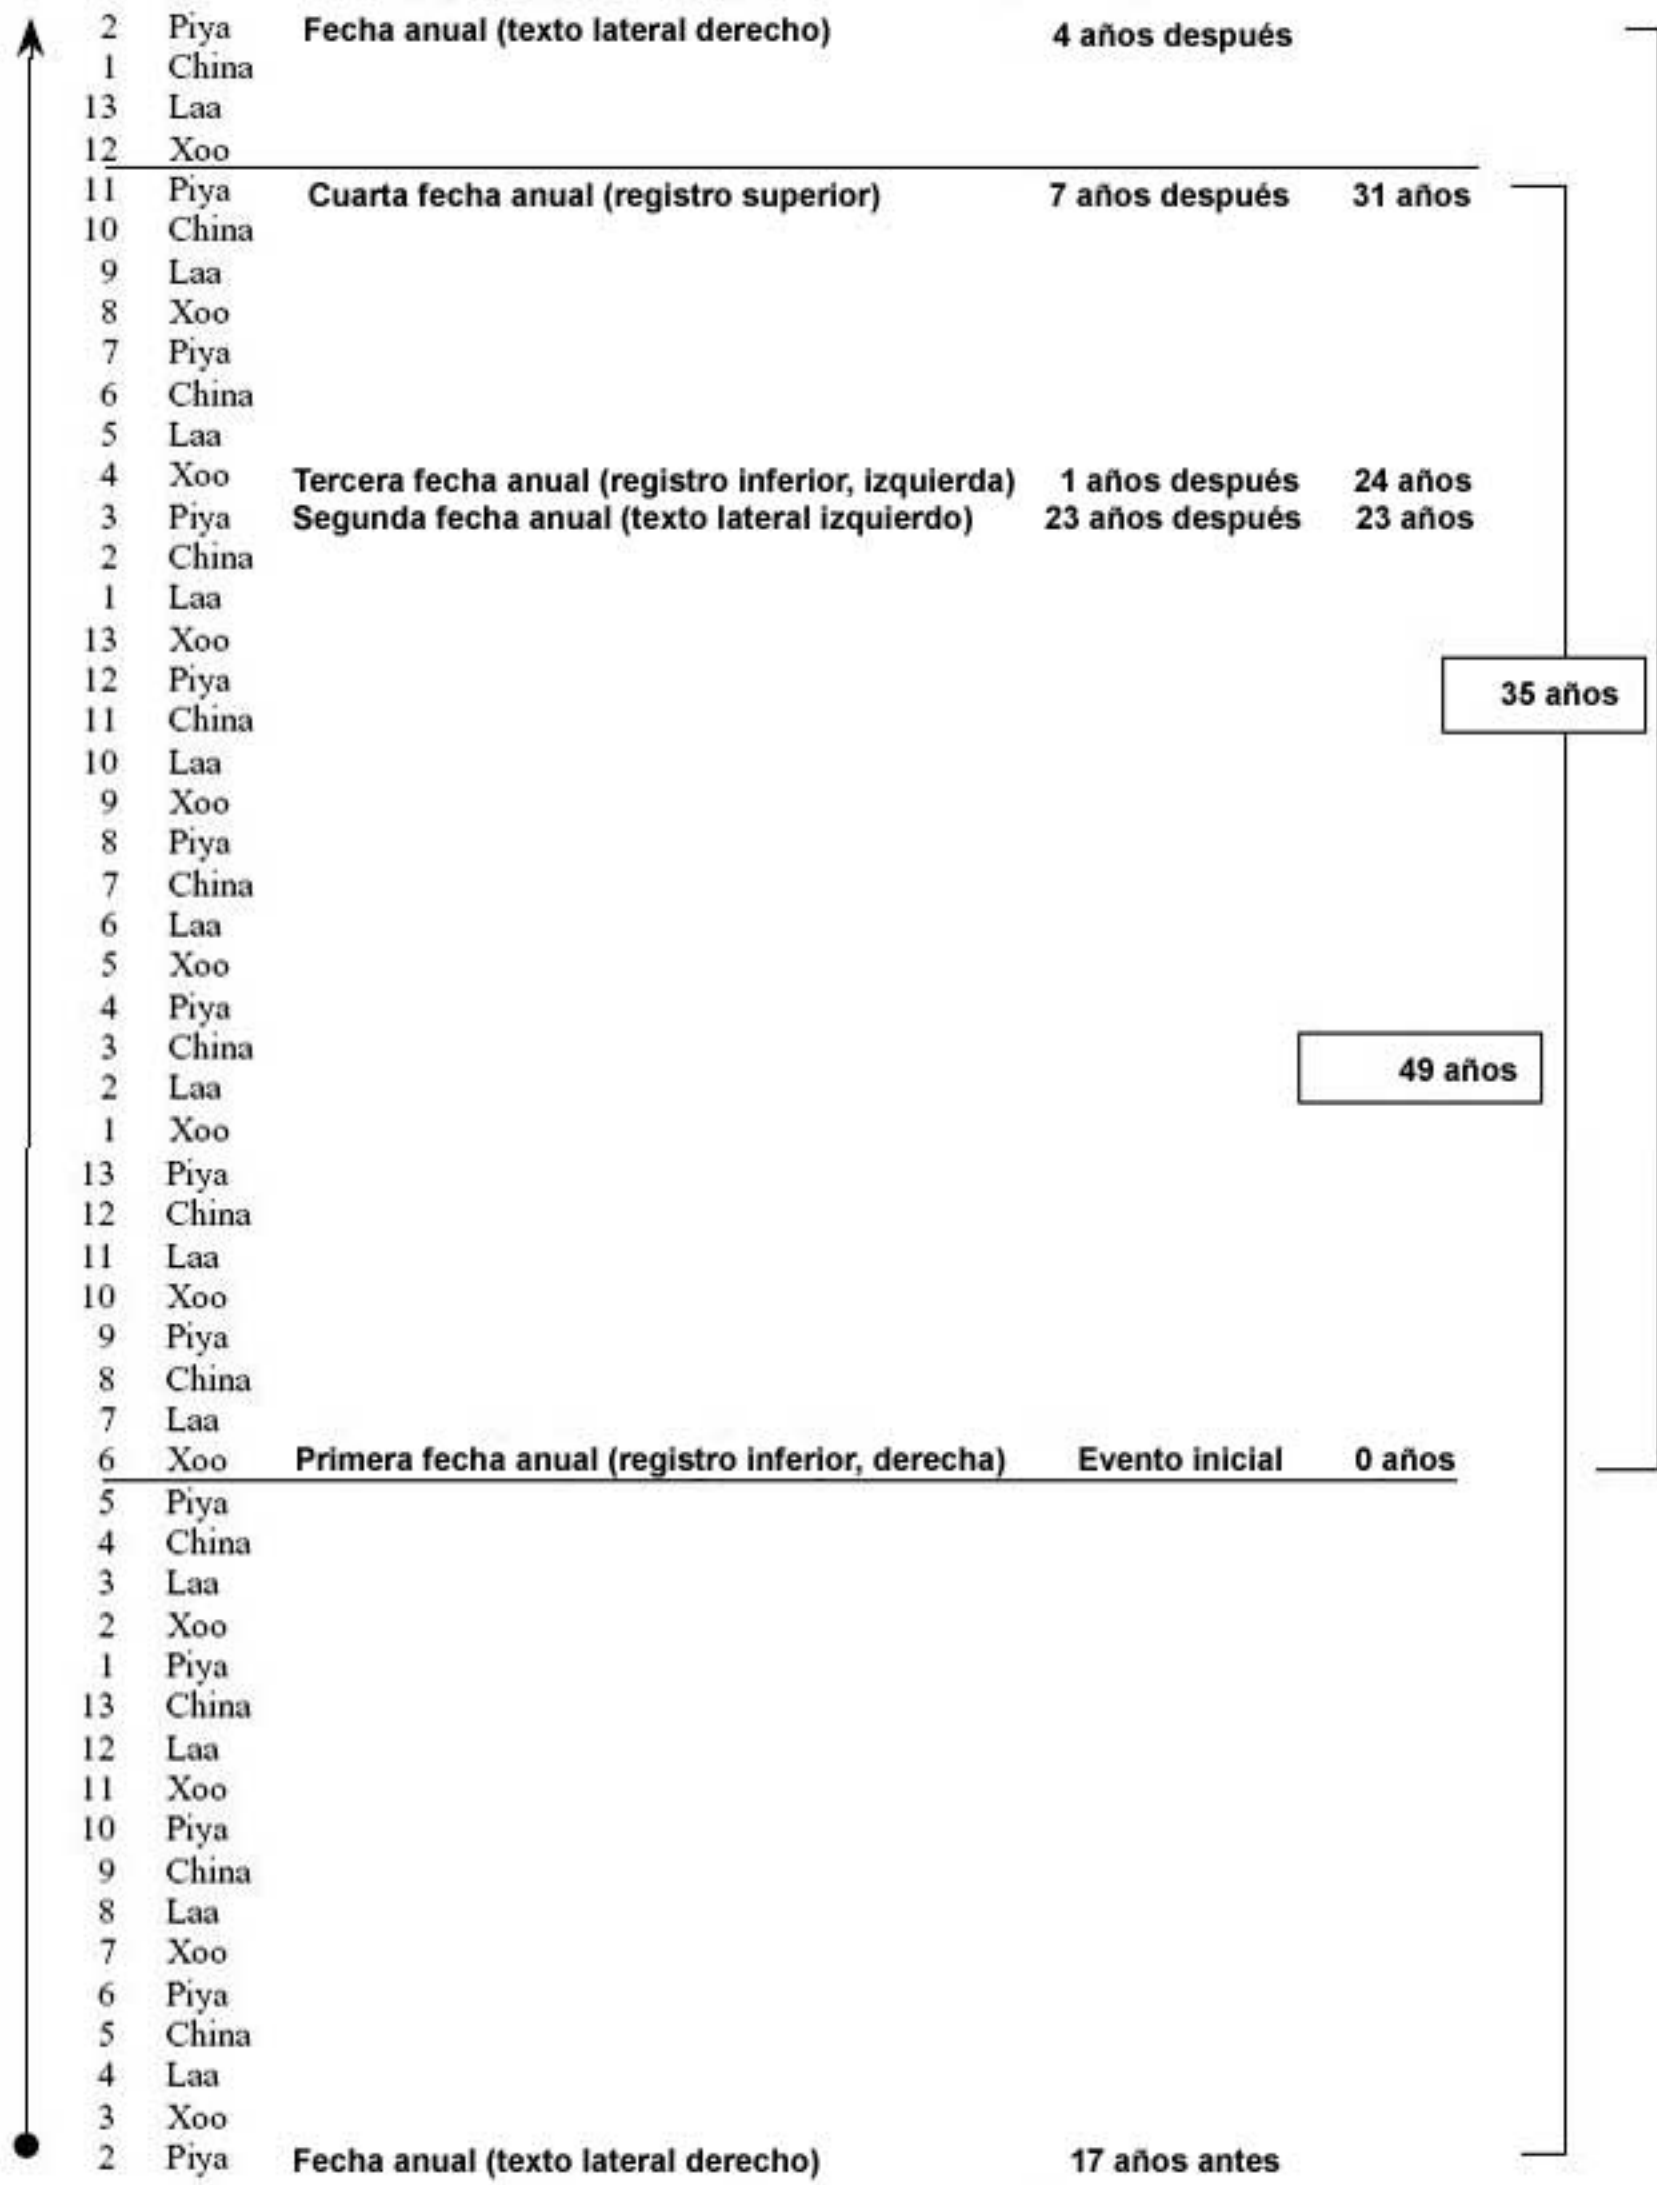 2 Piya Fecha anual (texto lateral derecho) 4 años después
1 China
13 Laa
12 Xoo
11 Piya Cuarta fecha anual (registro superior) 7 años después 31 años
10 China
9 Laa
8 Xoo
7 Piya
6 China
5 Laa
4 Xoo Tercera fecha anual (registro inferior, izquierda) 1 años después 24 años
3 Piya Segunda fecha anual (texto lateral izquierdo) 23 años después 23 años
2 China
1 Laa
13 Xoo
12 Piya
35 años
11 China
10 Laa
9 Xoo
8 Piya
7 China
6 Laa
5 Xoo
4 Piya
3 China
49 años
2 Laa
1 Xoo
13 Piya
12 China
11 Laa
10 Xoo
9 Piya
8 China
7 Laa
6 Xoo Primera fecha anual (registro inferior, derecha) Evento inicial 0 años
5 Piya
4 China
3 Laa
2 Xoo
1 Piya
13 China
12 Laa
11 Xoo
10 Piya
9 China
8 Laa
7 Xoo
6 Piya
5 China
4 Laa
3 Xoo
2 Piya Fecha anual (texto lateral derecho) 17 años antes